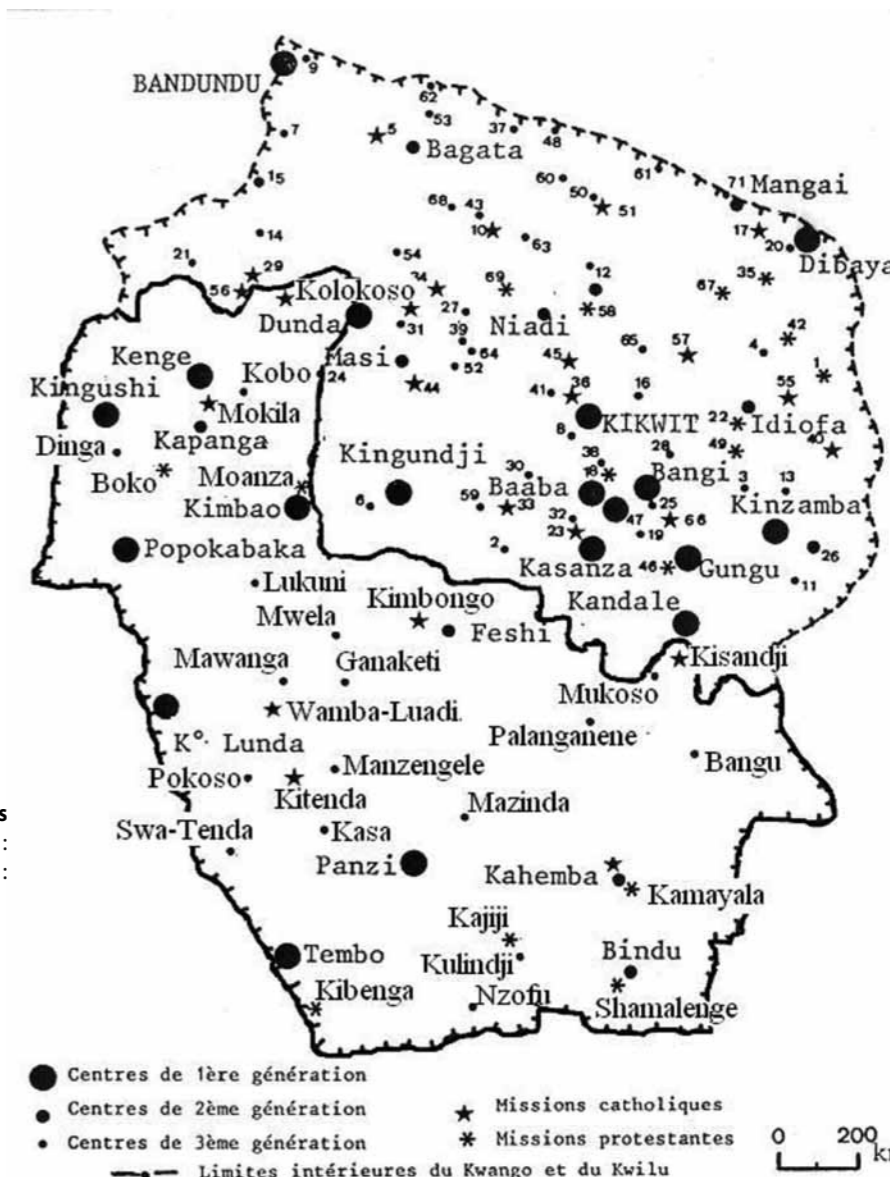 BANDUNDU
9
62
53
7
5
37
48
Bagata
15
60
50
61
71
Mangai
51
68
43
10
63
17
20
Dibaya
14
21
54
29
56
34
69
12
67
35
Kolokoso
Dunda
31
27
Niadi
58
39
64
65
57
4
42
Kenge
Kobo
24
Masi
52
45
1
Kingushi
Mokila
44
41
36
16
55
Dinga
Kapanga
8
KIKWIT
22
Idiofa
40
Boko
Moanza
Kingundji
30
38
18
28
49
Bangi
Baaba
3
13
Kimbao
6
59
33
32
25
Kinzamba
47
66
23
19
Popokabaka
2
Kasanza
46
Gungu
26
11
Lukuni
Kimbongo
Kandale
Mwela
Feshi
Mawanga
Ganaketi
Kisandji
Mukoso
Wamba-Luadi
Palanganene
K° Lunda
Bangu
Pokoso
Manzengele
Kitenda
Mazinda
s
:
:
Swa-Tenda
Kasa
Panzi
Kahemba
Kamayala
Kajiji
Tembo
Kulindji
Bindu
Kibenga
Nzofu
Shamalenge
Centres de 1ère génération
Centres de 2ème génération
Missions catholiques
Centres de 3ème génération
Missions protestantes
0 200 km
Limites intérieures du Kwango et du Kwilu